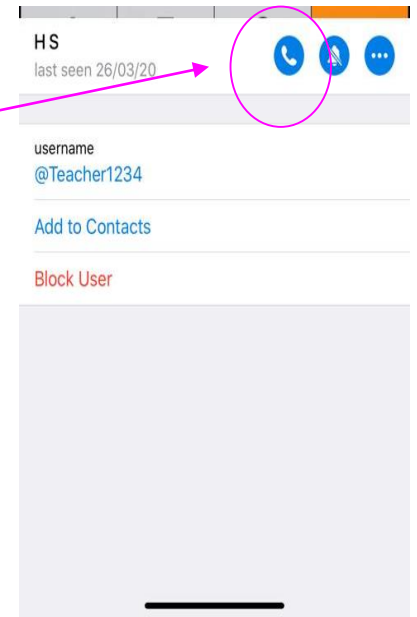 H S
last seen 26/03/20
username
@Teacher1234
Add to Contacts
Block User